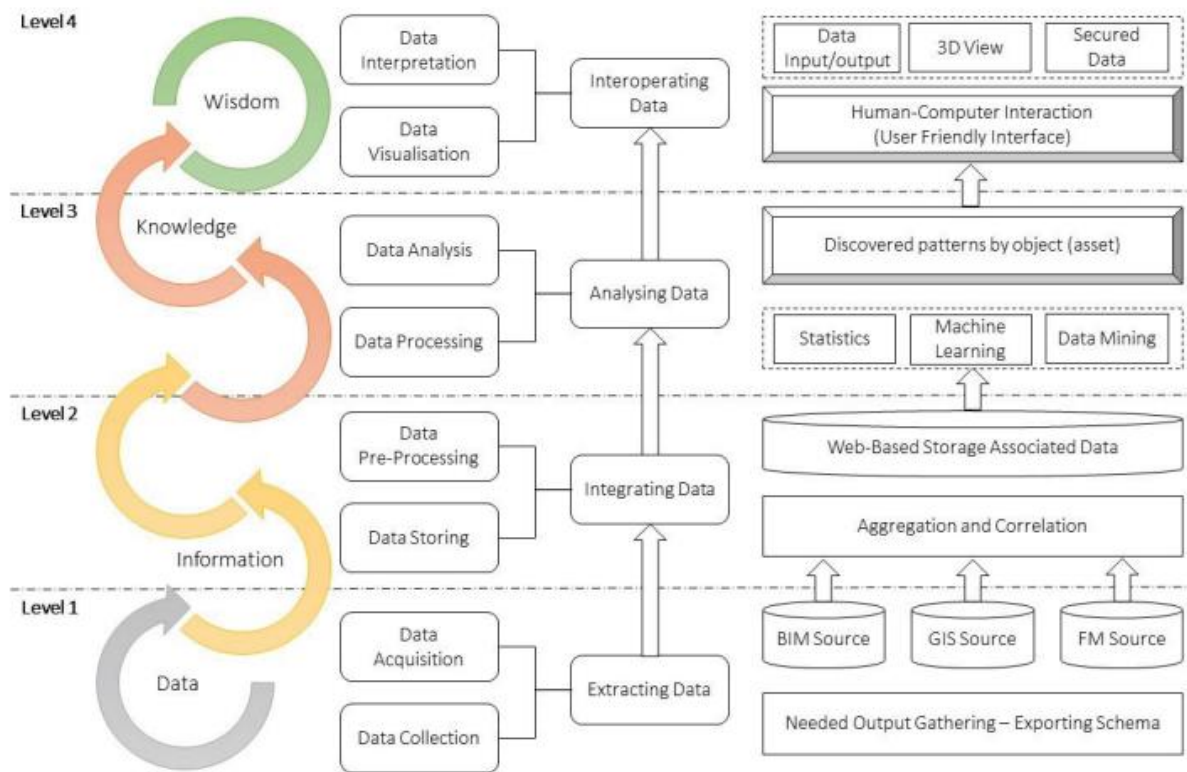 Level 4
Wisdom
Data
Interpretation
Data
Visualisation
Interoperating
Data
Data
Input/output
3D View
Secured
Data
Human-Computer Interaction
(User Friendly Interface)
Level 3
Knowledge
Data Analysis
Data Processing
Analysing Data
Discovered patterns by object (asset)
Statistics
Machine
Learning
Data Mining
Level 2
Information
Data
Pre-Processing
Data Storing
Integrating Data
Web-Based Storage Associated Data
Aggregation and Correlation
Level 1
Data
Data
Acquisition
Data Collection
Extracting Data
BIM Source
GIS Source
FM Source
Needed Output Gathering – Exporting Schema